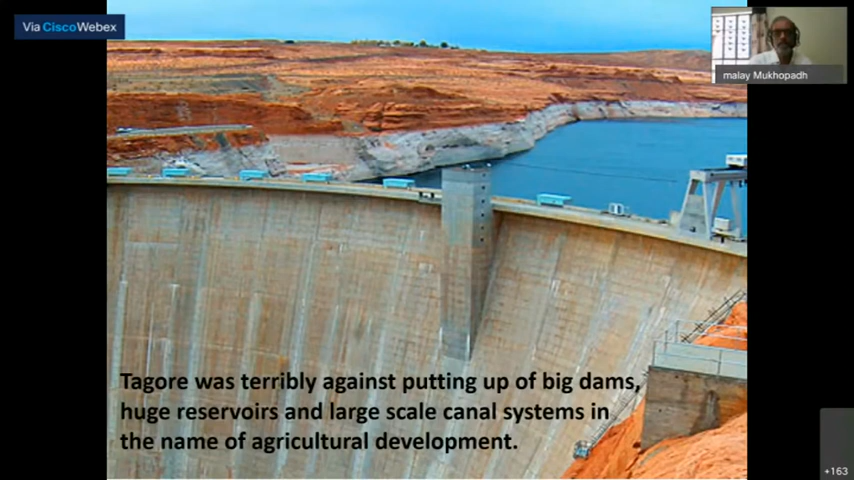 Via CiscoWebex
malay Mukhopadh
Tagore was terribly against putting up of big dams,
huge reservoirs and large scale canal systems in
the name of agricultural development.
+163